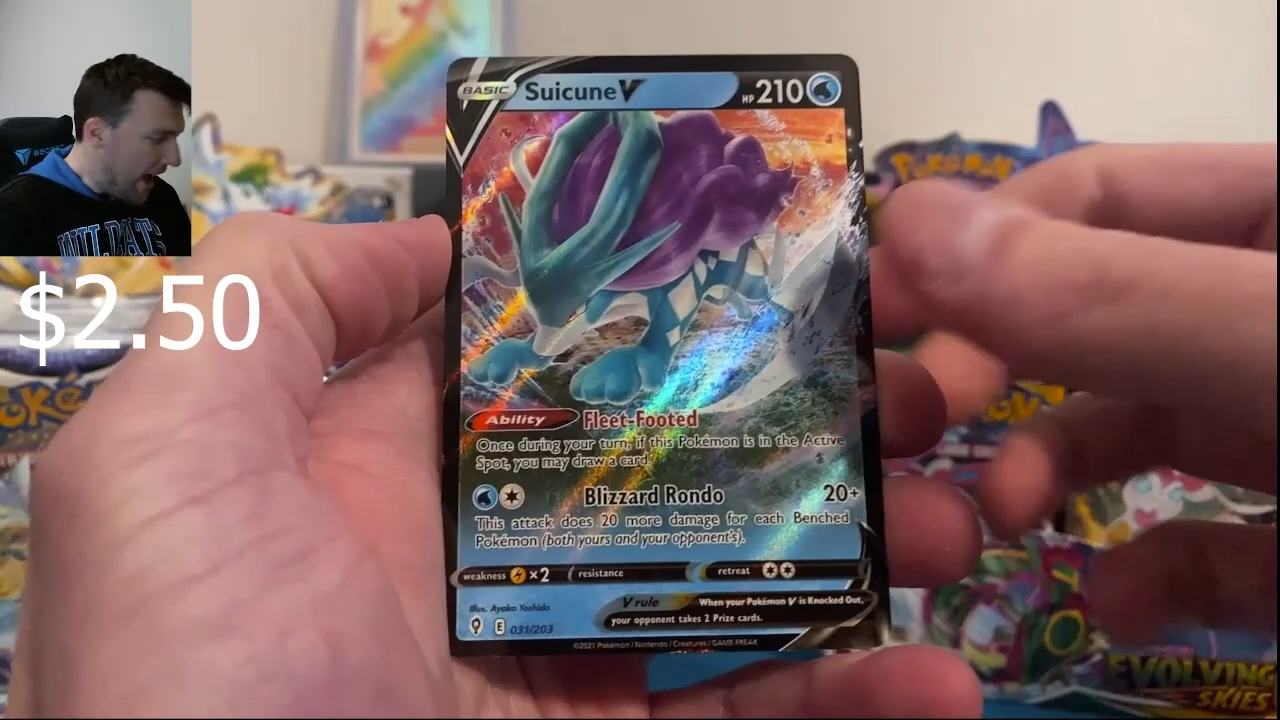 BASIC Suicune V HP 210
WILDCATS
$2.50
Pokémon
Ability Fleet-Footed
Once during your turn, if this Pokémon is in the Active
Spot, you may draw a card.
Blizzard Rondo 20+
This attack does 20 more damage for each Benched
Pokémon (both yours and your opponent's).
weakness ×2 resistance retreat
Illus. Ayako Yoshida
V rule When your Pokémon V is Knocked Out,
your opponent takes 2 Prize cards.
E 031/203
©2021 Pokémon / Nintendo / Creatures / GAME FREAK
EVOLVING
SKIES